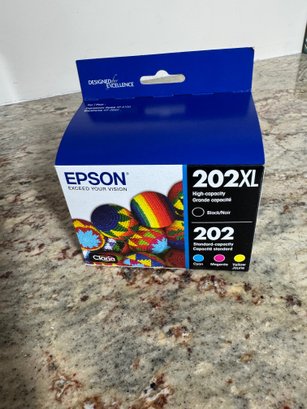 DESIGNED for
EXCELLENCE
EPSON
EXCEED YOUR VISION
202XL
High-capacity
Grande capacité
Black/Noir
202
Standard-capacity
Capacité standard
Cyan
Magenta
Yellow
Jaune
Claria